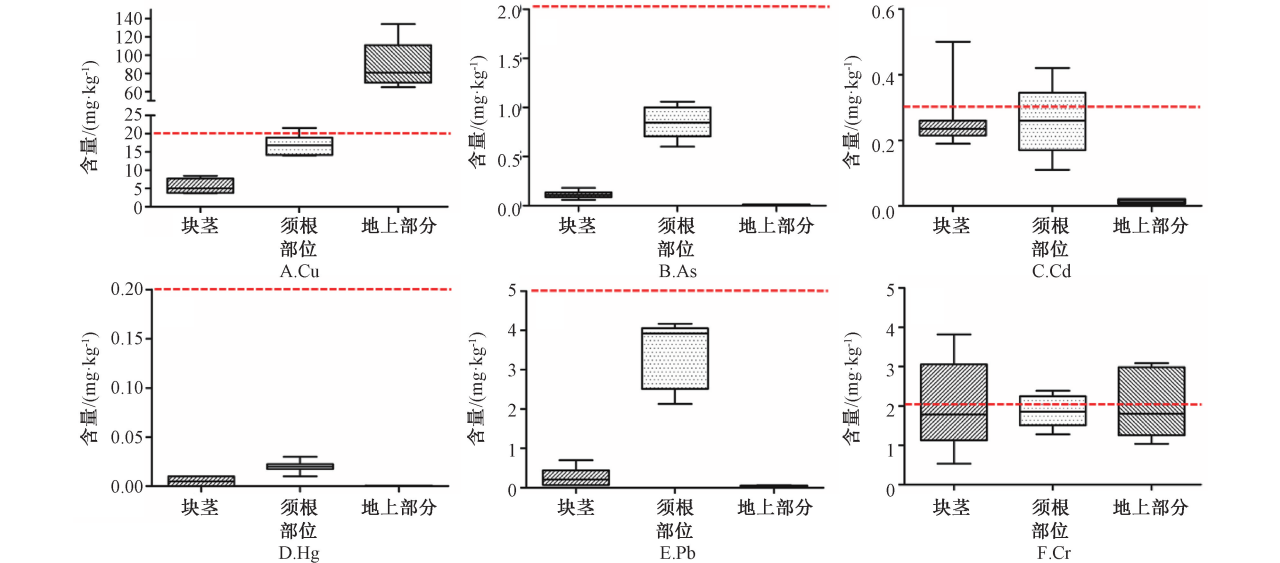 含量/(mg·kg⁻¹)
140
120
100
80
60
25
20
15
10
5
0
块茎 须根 地上部分
部位
A.Cu
含量/(mg·kg⁻¹)
2.0
1.5
1.0
0.5
0.0
块茎 须根 地上部分
部位
B.As
含量/(mg·kg⁻¹)
0.6
0.4
0.2
0.0
块茎 须根 地上部分
部位
C.Cd
含量/(mg·kg⁻¹)
0.20
0.15
0.10
0.05
0.00
块茎 须根 地上部分
部位
D.Hg
含量/(mg·kg⁻¹)
5
4
3
2
1
0
块茎 须根 地上部分
部位
E.Pb
含量/(mg·kg⁻¹)
5
4
3
2
1
0
块茎 须根 地上部分
部位
F.Cr